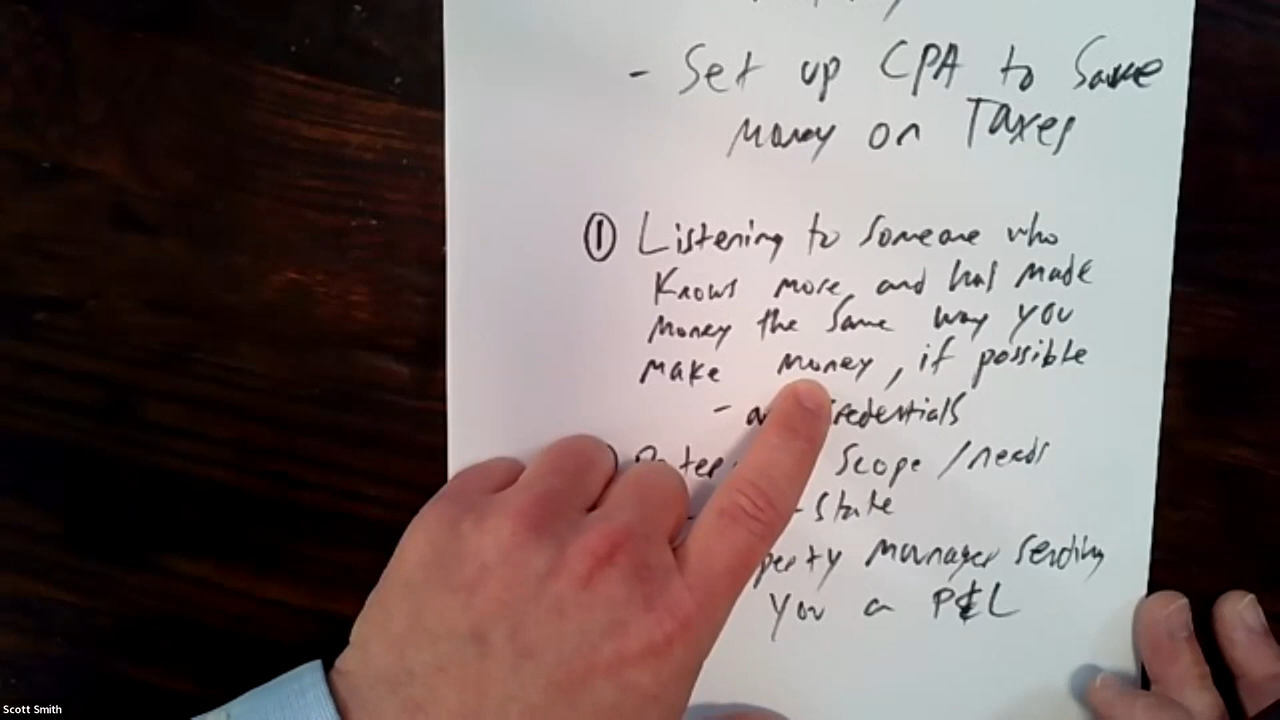 - Set up CPA to Save
Money on Taxes
① Listening to someone who
Knows more and has made
money the same way you
make money, if possible
-
scope / needs
State
manager sending
you a P&L
Scott Smith